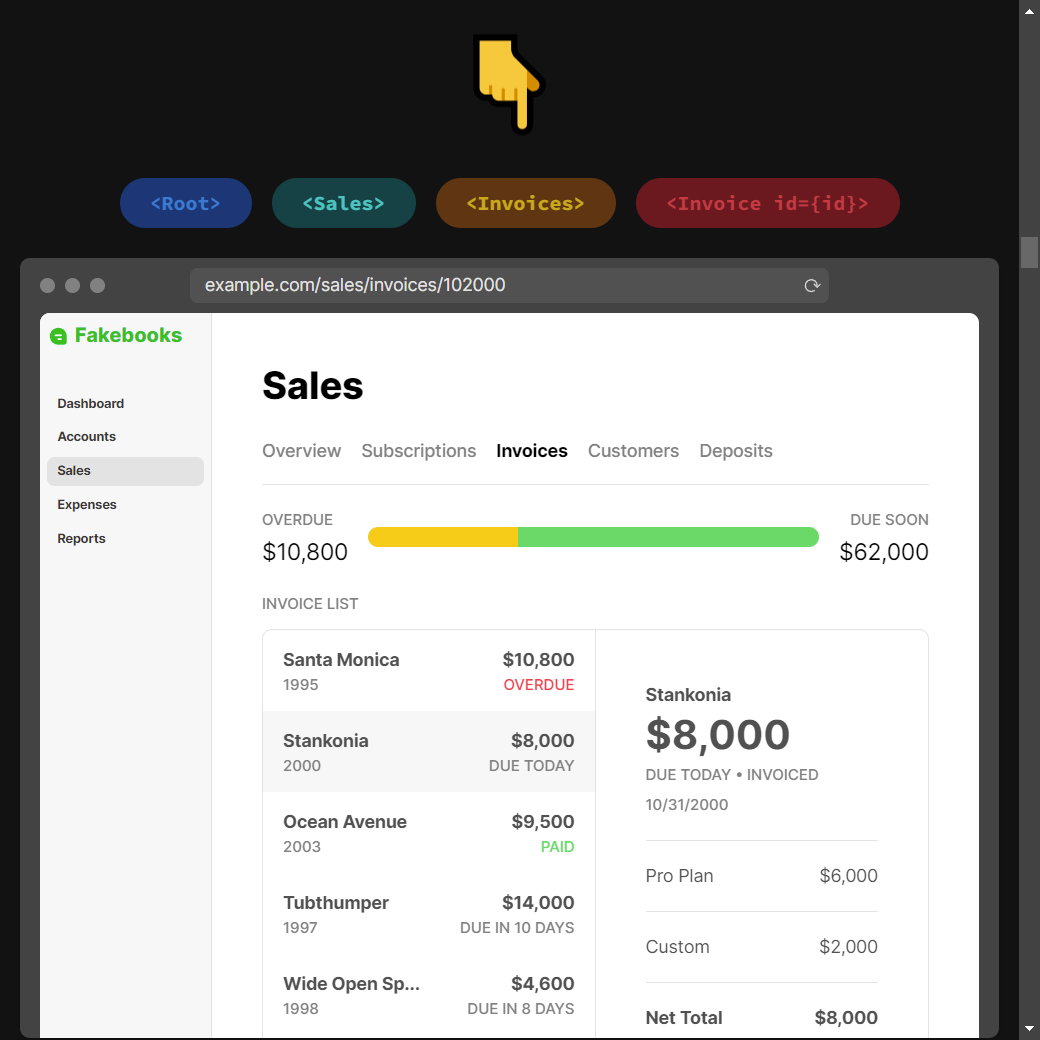 <Root> <Sales> <Invoices> <Invoice id={id}>
example.com/sales/invoices/102000
Fakebooks
Dashboard
Accounts
Sales
Expenses
Reports
Sales
Overview Subscriptions Invoices Customers Deposits
OVERDUE
$10,800
DUE SOON
$62,000
INVOICE LIST
Santa Monica $10,800
1995 OVERDUE
Stankonia $8,000
2000 DUE TODAY
Ocean Avenue $9,500
2003 PAID
Tubthumper $14,000
1997 DUE IN 10 DAYS
Wide Open Sp... $4,600
1998 DUE IN 8 DAYS
Stankonia
$8,000
DUE TODAY • INVOICED
10/31/2000
Pro Plan $6,000
Custom $2,000
Net Total $8,000